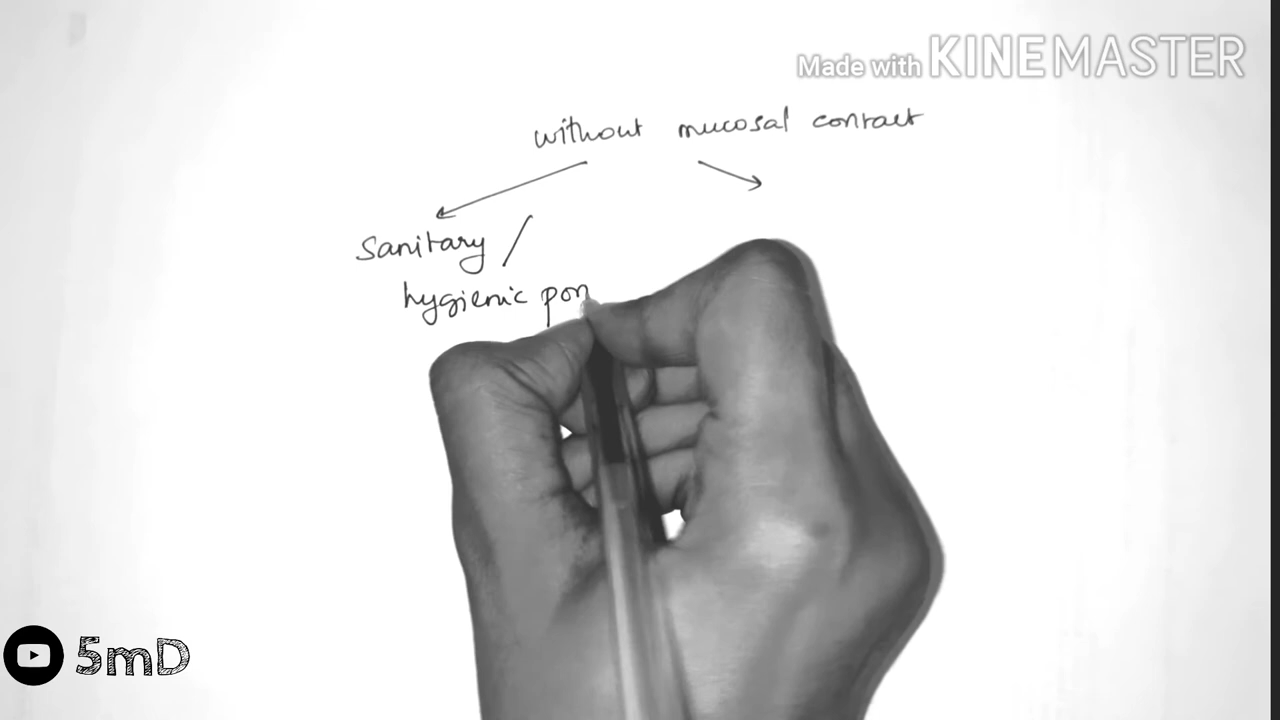 Made with KINEMASTER
without mucosal contact
Sanitary /
hygienic pon
5mD